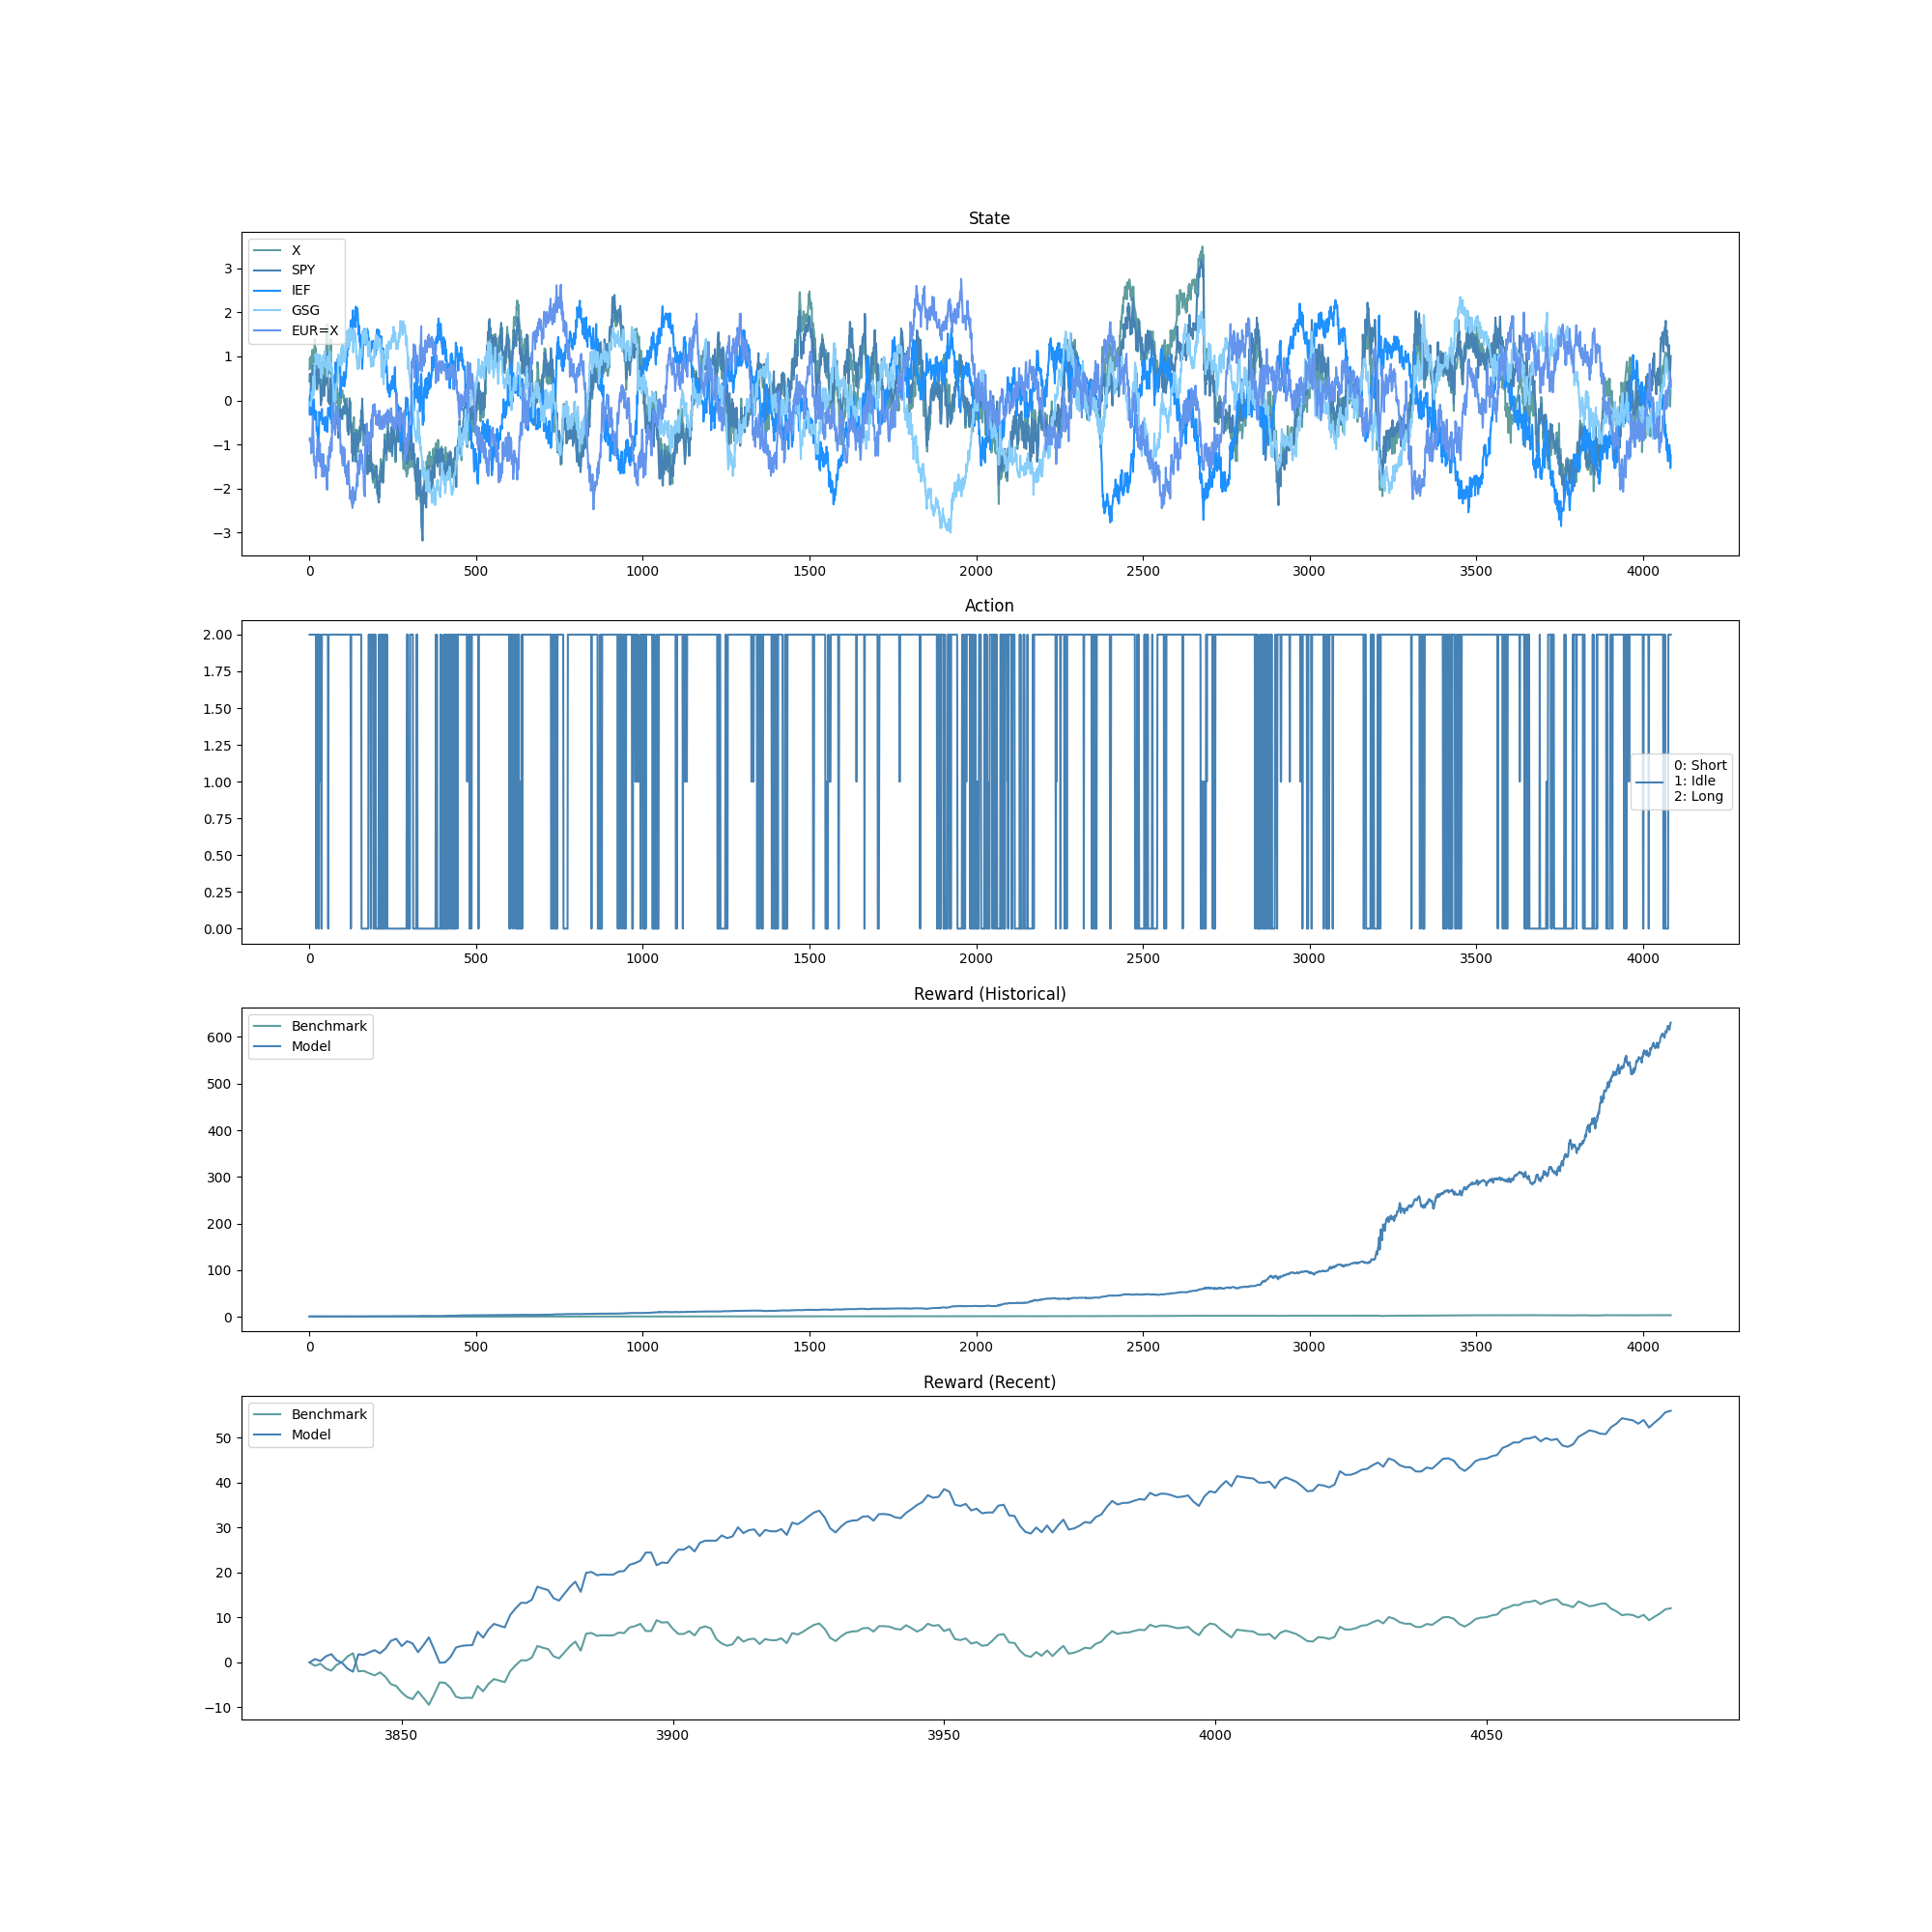 State
X
SPY
IEF
GSG
EUR=X
3
2
1
0
−1
−2
−3
0 500 1000 1500 2000 2500 3000 3500 4000
Action
2.00
1.75
1.50
1.25
1.00
0.75
0.50
0.25
0.00
0: Short
1: Idle
2: Long
0 500 1000 1500 2000 2500 3000 3500 4000
Reward (Historical)
Benchmark
Model
600
500
400
300
200
100
0
0 500 1000 1500 2000 2500 3000 3500 4000
Reward (Recent)
Benchmark
Model
50
40
30
20
10
0
−10
3850 3900 3950 4000 4050